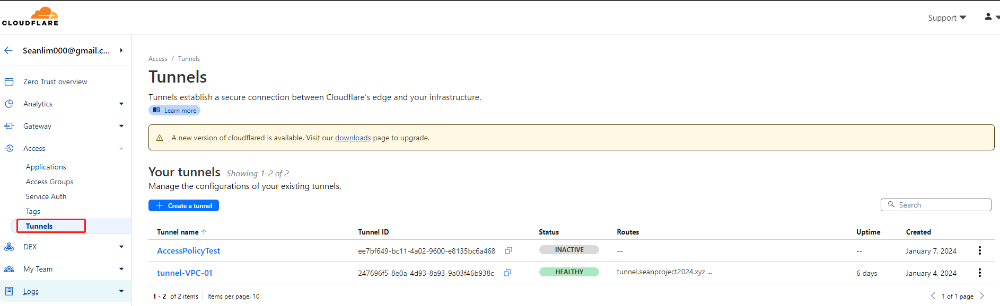 CLOUDFLARE
Support
Seanlim000@gmail.c...
Zero Trust overview
Analytics
Gateway
Access
Applications
Access Groups
Service Auth
Tags
Tunnels
DEX
My Team
Logs
Access / Tunnels
Tunnels
Tunnels establish a secure connection between Cloudflare's edge and your infrastructure.
Learn more
A new version of cloudflared is available. Visit our downloads page to upgrade.
Your tunnels Showing 1-2 of 2
Manage the configurations of your existing tunnels.
Create a tunnel
Search
Tunnel name Tunnel ID Status Routes Uptime Created
AccessPolicyTest ee7bf649-bc11-4a02-9600-e8135bc6a468 INACTIVE -- -- January 7, 2024
tunnel-VPC-01 247696f5-8e0a-4d93-8a93-9a03f46b938c HEALTHY tunnel.seanproject2024.xyz ... 6 days January 4, 2024
1 - 2 of 2 items Items per page: 10 1 of 1 page